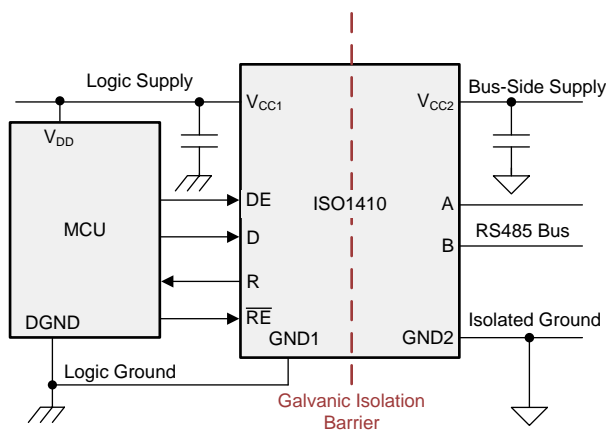 Logic Supply
VCC1
VCC2
Bus-Side Supply
VDD
DE
ISO1410
A
MCU
D
RS485 Bus
B
R
DGND
RE
Isolated Ground
GND1
GND2
Logic Ground
Galvanic Isolation
Barrier